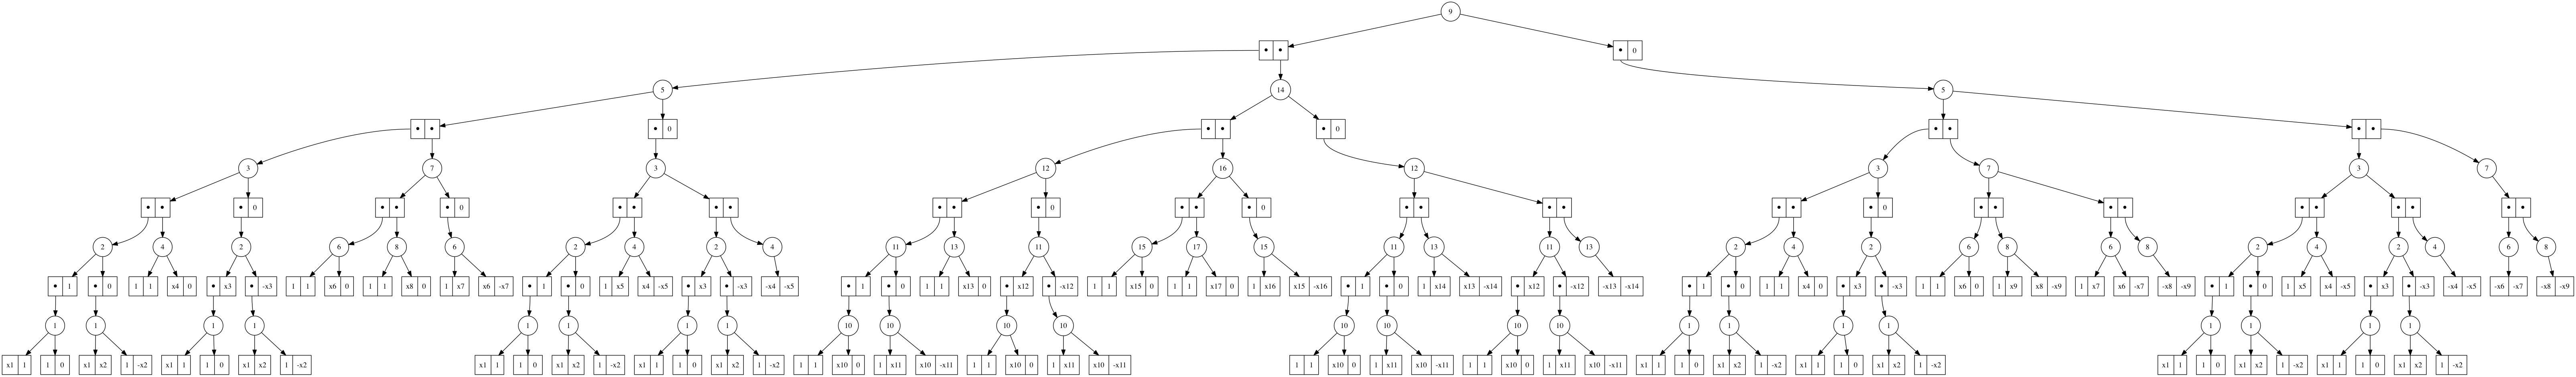 9
• • • 0
5 14 5
• • • 0 • • • 0 • • • •
3 7 3 12 16 12 3 7 3 7
• • • 0 • • • 0 • • • • • • • 0 • • • 0 • • • • • • • 0 • • • • • • • • • •
2 4 2 6 8 6 2 4 2 4 11 13 11 15 17 15 11 13 11 13 2 4 2 6 8 6 8 2 4 2 4 6 8
• 1 • 0 1 1 x4 0 • x3 • -x3 1 1 x6 0 1 1 x8 0 1 x7 x6 -x7 • 1 • 0 1 x5 x4 -x5 • x3 • -x3 -x4 -x5 • 1 • 0 1 1 x13 0 • x12 • -x12 1 1 x15 0 1 1 x17 0 1 x16 x15 -x16 • 1 • 0 1 x14 x13 -x14 • x12 • -x12 -x13 -x14 • 1 • 0 1 1 x4 0 • x3 • -x3 1 1 x6 0 1 x9 x8 -x9 1 x7 x6 -x7 -x8 -x9 • 1 • 0 1 x5 x4 -x5 • x3 • -x3 -x4 -x5 -x6 -x7 -x8 -x9
1 1 1 1 1 1 1 1 10 10 10 10 10 10 10 10 1 1 1 1 1 1 1 1
x1 1 1 0 x1 x2 1 -x2 x1 1 1 0 x1 x2 1 -x2 x1 1 1 0 x1 x2 1 -x2 x1 1 1 0 x1 x2 1 -x2 1 1 x10 0 1 x11 x10 -x11 1 1 x10 0 1 x11 x10 -x11 1 1 x10 0 1 x11 x10 -x11 1 1 x10 0 1 x11 x10 -x11 x1 1 1 0 x1 x2 1 -x2 x1 1 1 0 x1 x2 1 -x2 x1 1 1 0 x1 x2 1 -x2 x1 1 1 0 x1 x2 1 -x2